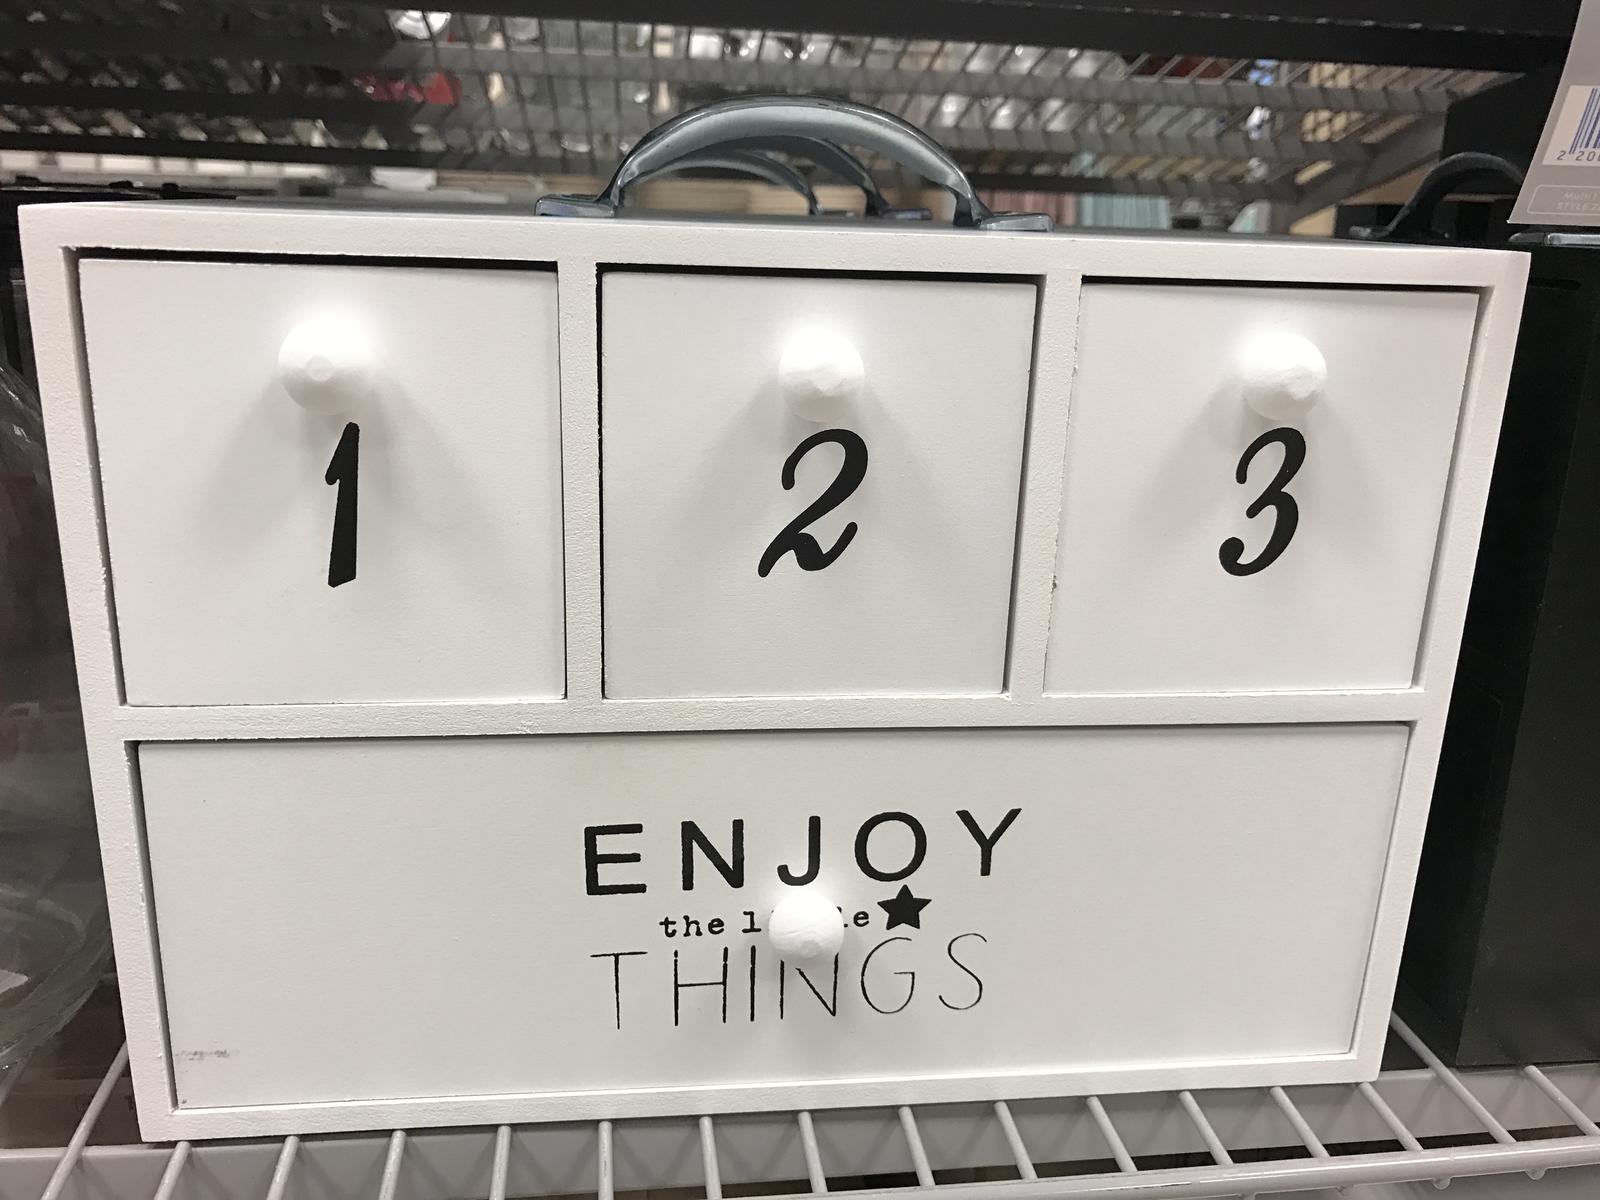 1 2 3
ENJOY
the
THINGS